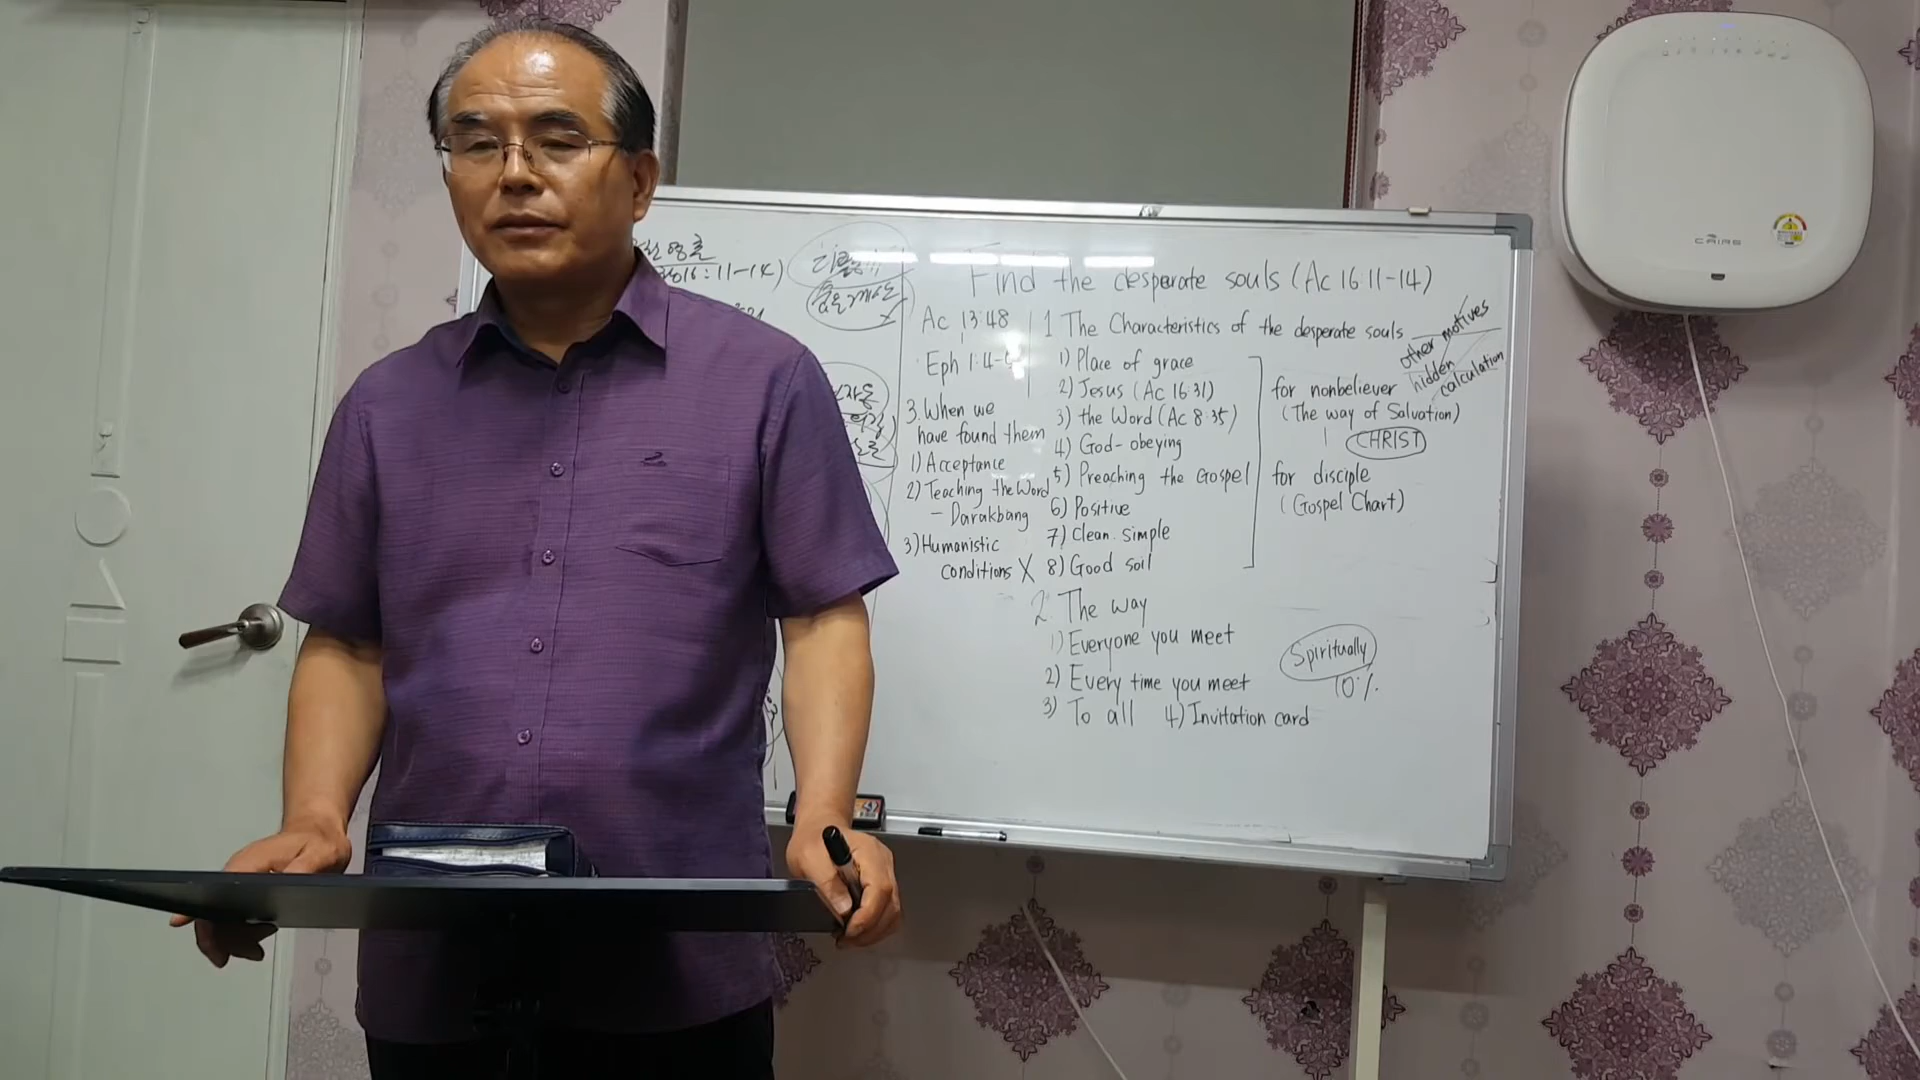 16:11-14)
Find the desperate souls (Ac 16:11-14)
Ac 13:48
Eph 1:4-
3. When we
have found them
1) Acceptance
2) Teaching the Word
- Darakbang
3) Humanistic
conditions X
1 The Characteristics of the desperate souls
1) Place of grace
2) Jesus (Ac 16:31)
3) the Word (Ac 8:35)
4) God-obeying
5) Preaching the Gospel
6) Positive
7) Clean. simple
8) Good soil
other motives
hidden
calculation
for nonbeliever
(The way of Salvation)
CHRIST
for disciple
(Gospel Chart)
2. The way
1) Everyone you meet
2) Every time you meet
3) To all 4) Invitation card
Spiritually
10%
CAIRS